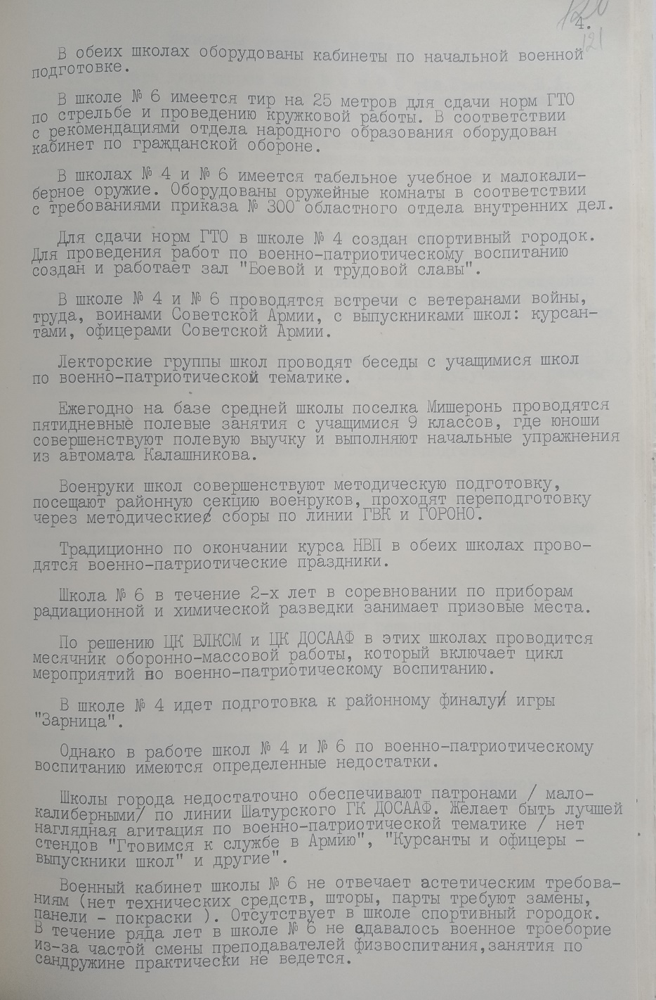 120
4.
121
В обеих школах оборудованы кабинеты по начальной военной
подготовке.
В школе № 6 имеется тир на 25 метров для сдачи норм ГТО
по стрельбе и проведению кружковой работы. В соответствии
с рекомендациями отдела народного образования оборудован
кабинет по гражданской обороне.
В школах № 4 и № 6 имеется табельное учебное и малокали-
берное оружие. Оборудованы оружейные комнаты в соответствии
с требованиями приказа № 300 областного отдела внутренних дел.
Для сдачи норм ГТО в школе № 4 создан спортивный городок.
Для проведения работ по военно-патриотическому воспитанию
создан и работает зал "Боевой и трудовой славы".
В школе № 4 и № 6 проводятся встречи с ветеранами войны,
труда, воинами Советской Армии, с выпускниками школ: курсан-
тами, офицерами Советской Армии.
Лекторские группы школ проводят беседы с учащимися школ
по военно-патриотической тематике.
Ежегодно на базе средней школы поселка Мишеронь проводятся
пятидневные полевые занятия с учащимися 9 классов, где юноши
совершенствуют полевую выучку и выполняют начальные упражнения
из автомата Калашникова.
Военруки школ совершенствуют методическую подготовку,
посещают районную секцию военруков, проходят переподготовку
через методические сборы по линии ГВК и ГОРОНО.
Традиционно по окончании курса НВП в обеих школах прово-
дятся военно-патриотические праздники.
Школа № 6 в течение 2-х лет в соревновании по приборам
радиационной и химической разведки занимает призовые места.
По решению ЦК ВЛКСМ и ЦК ДОСААФ в этих школах проводится
месячник оборонно-массовой работы, который включает цикл
мероприятий по военно-патриотическому воспитанию.
В школе № 4 идет подготовка к районному финалу игры
"Зарница".
Однако в работе школ № 4 и № 6 по военно-патриотическому
воспитанию имеются определенные недостатки.
Школы города недостаточно обеспечивают патронами / мало-
калиберными/ по линии Шатурского ГК ДОСААФ. Желает быть лучшей
наглядная агитация по военно-патриотической тематике / нет
стендов "Гтовимся к службе в Армию", "Курсанты и офицеры -
выпускники школ" и другие".
Военный кабинет школы № 6 не отвечает астетическим требова-
ниям (нет технических средств, шторы, парты требуют замены,
панели - покраски ). Отсутствует в школе спортивный городок.
В течение ряда лет в школе № 6 не сдавалось военное троеборие
из-за частой смены преподавателей физвоспитания,занятия по
сандружине практически не ведется.